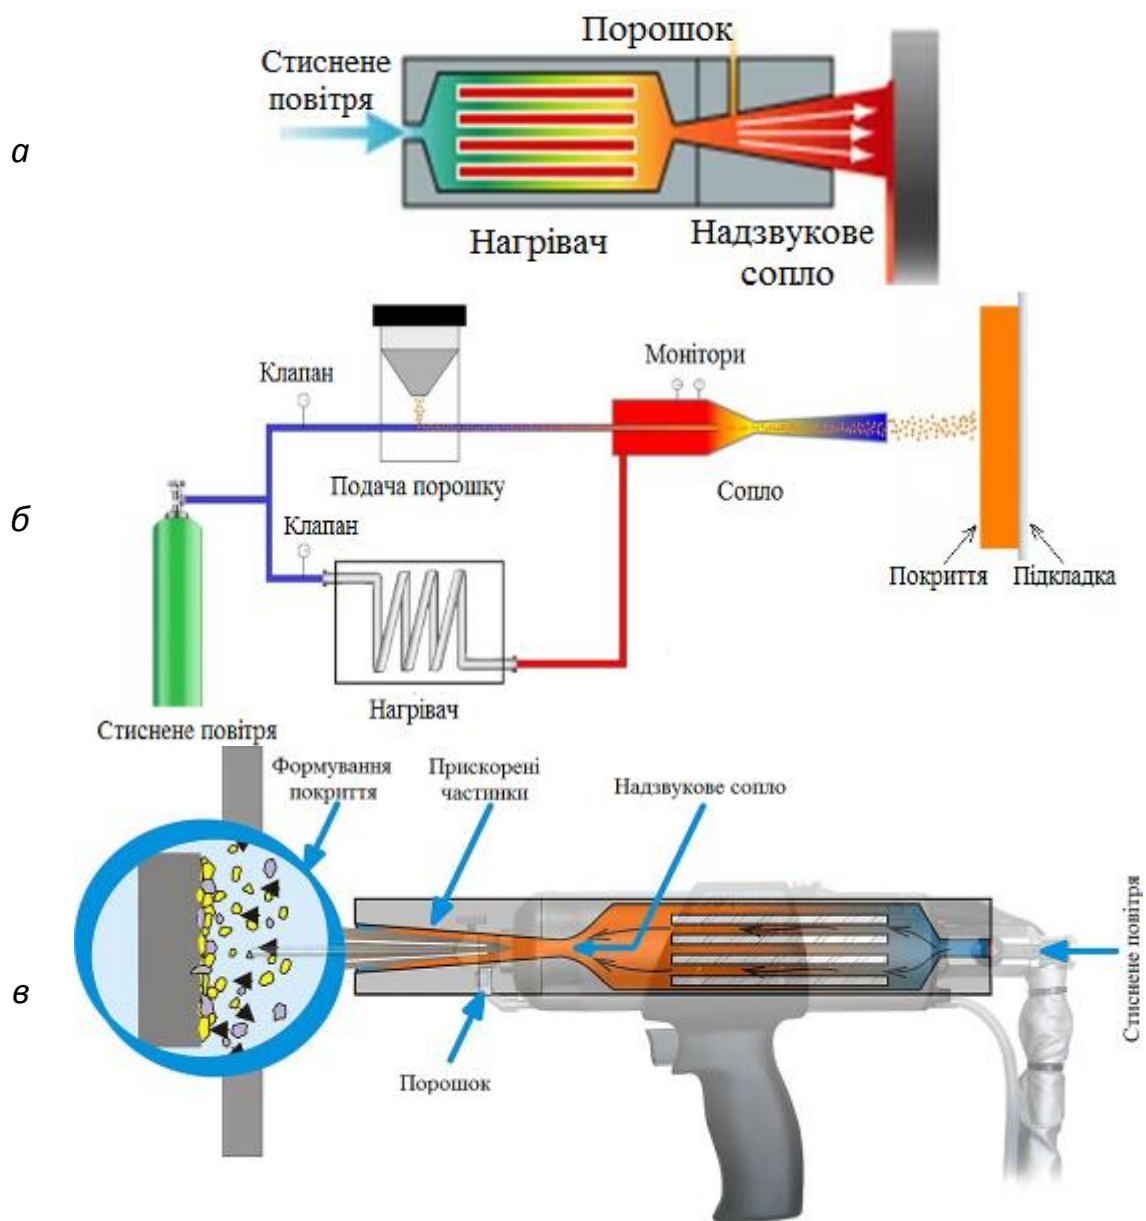 Порошок
Стиснене
повітря
а
Нагрівач
Надзвукове
сопло
Монітори
Клапан
Подача порошку
Сопло
б
Клапан
Покриття
Підкладка
Нагрівач
Стиснене повітря
Формування
покриття
Прискорені
частинки
Надзвукове сопло
Стиснене повітря
в
Порошок